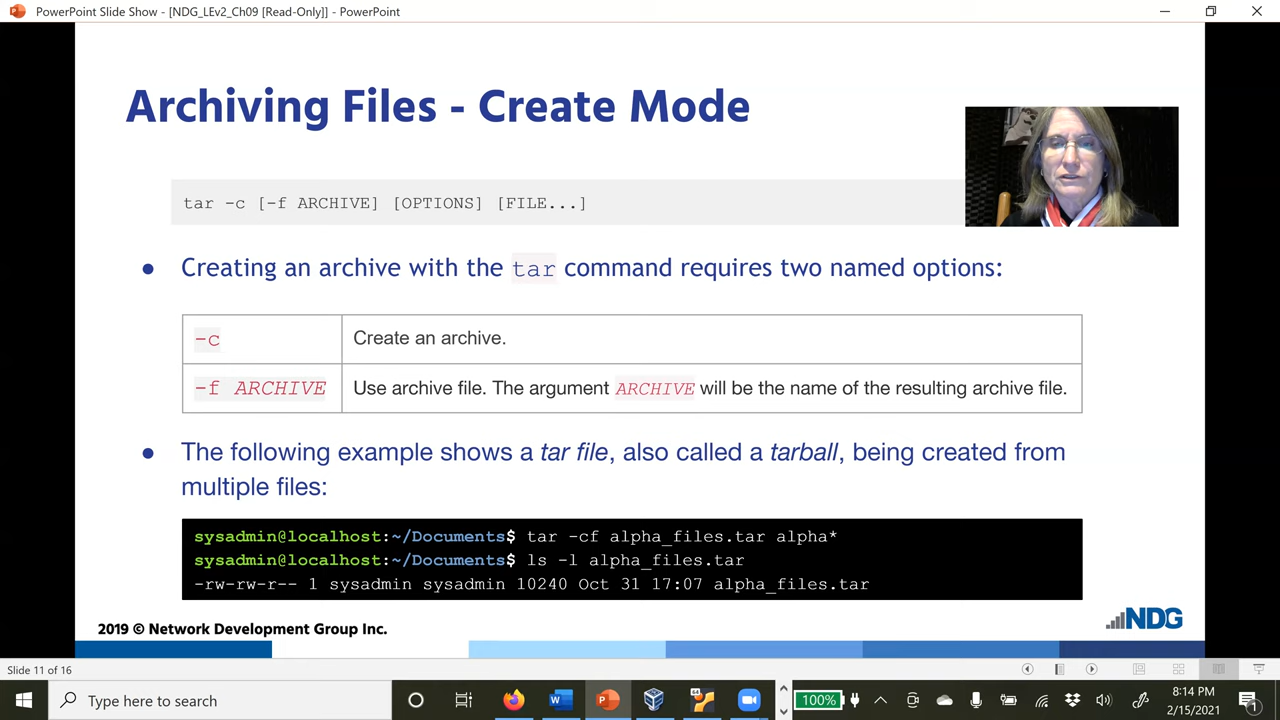 PowerPoint Slide Show - [NDG_LEv2_Ch09 [Read-Only]] - PowerPoint
Archiving Files - Create Mode
tar -c [-f ARCHIVE] [OPTIONS] [FILE...]
● Creating an archive with the tar command requires two named options:
-c Create an archive.
-f ARCHIVE Use archive file. The argument ARCHIVE will be the name of the resulting archive file.
● The following example shows a tar file, also called a tarball, being created from
multiple files:
sysadmin@localhost:~/Documents$ tar -cf alpha_files.tar alpha*
sysadmin@localhost:~/Documents$ ls -l alpha_files.tar
-rw-rw-r-- 1 sysadmin sysadmin 10240 Oct 31 17:07 alpha_files.tar
2019 © Network Development Group Inc.
NDG
Slide 11 of 16
Type here to search
100%
8:14 PM
2/15/2021
1